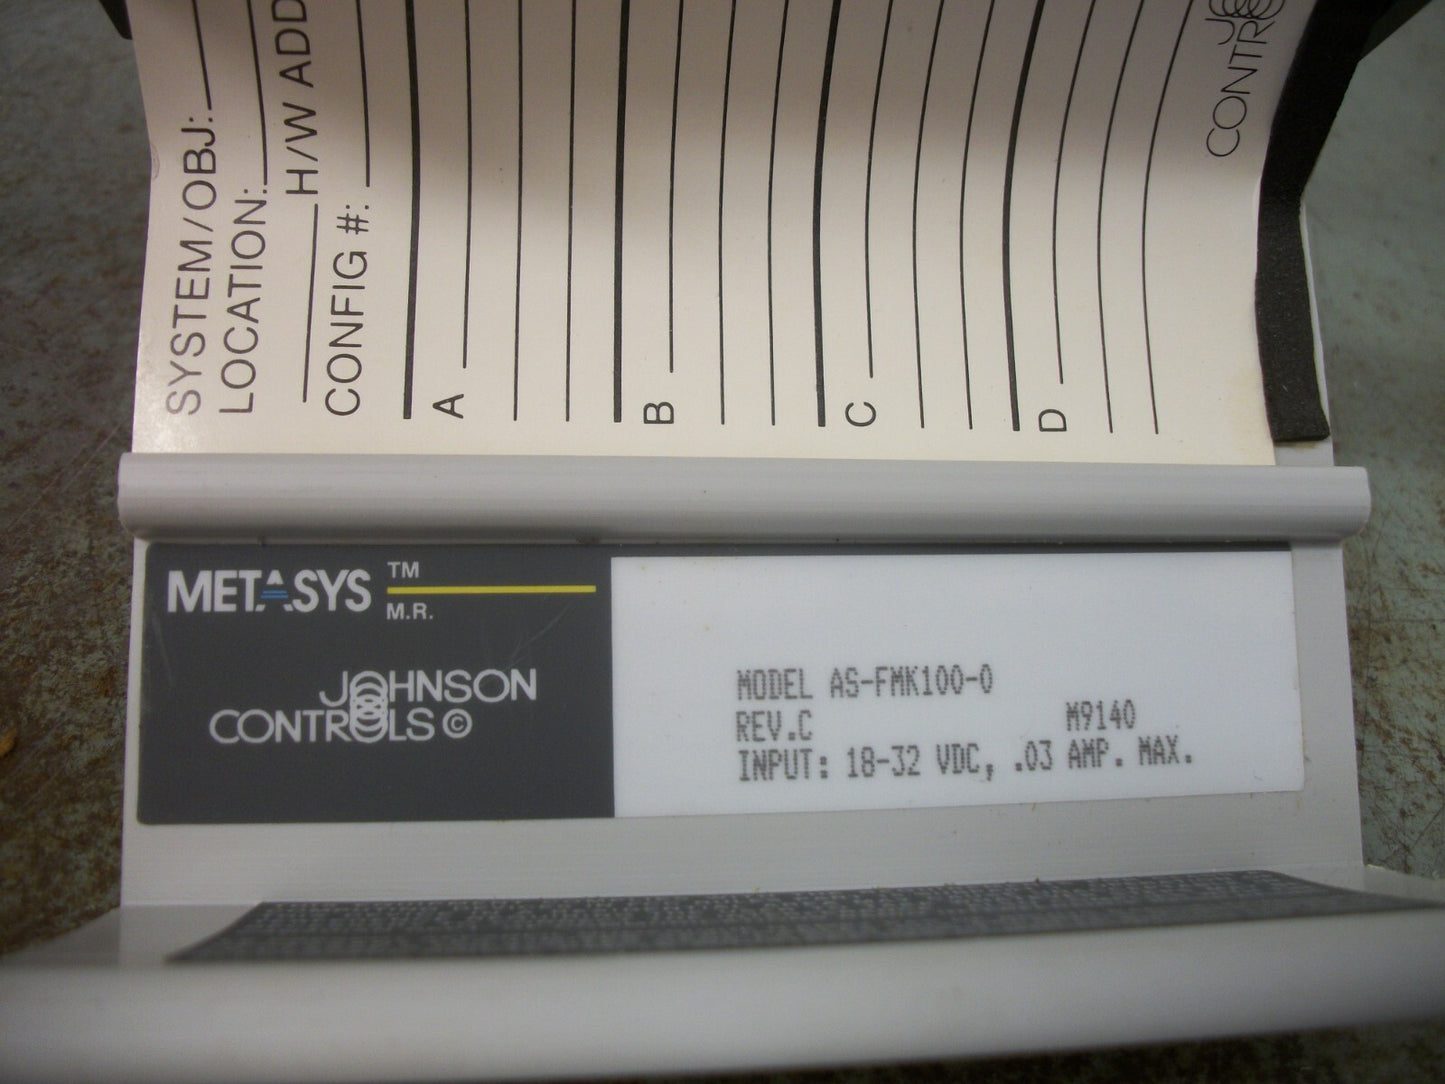 SYSTEM/OBJ:
LOCATION:
H/W ADD
CONFIG #:
A
B
C
D
CONTR
METASYS TM
M.R.
JOHNSON
CONTROLS ©
MODEL AS-FMK100-0
REV.C M9140
INPUT: 18-32 VDC, .03 AMP. MAX.